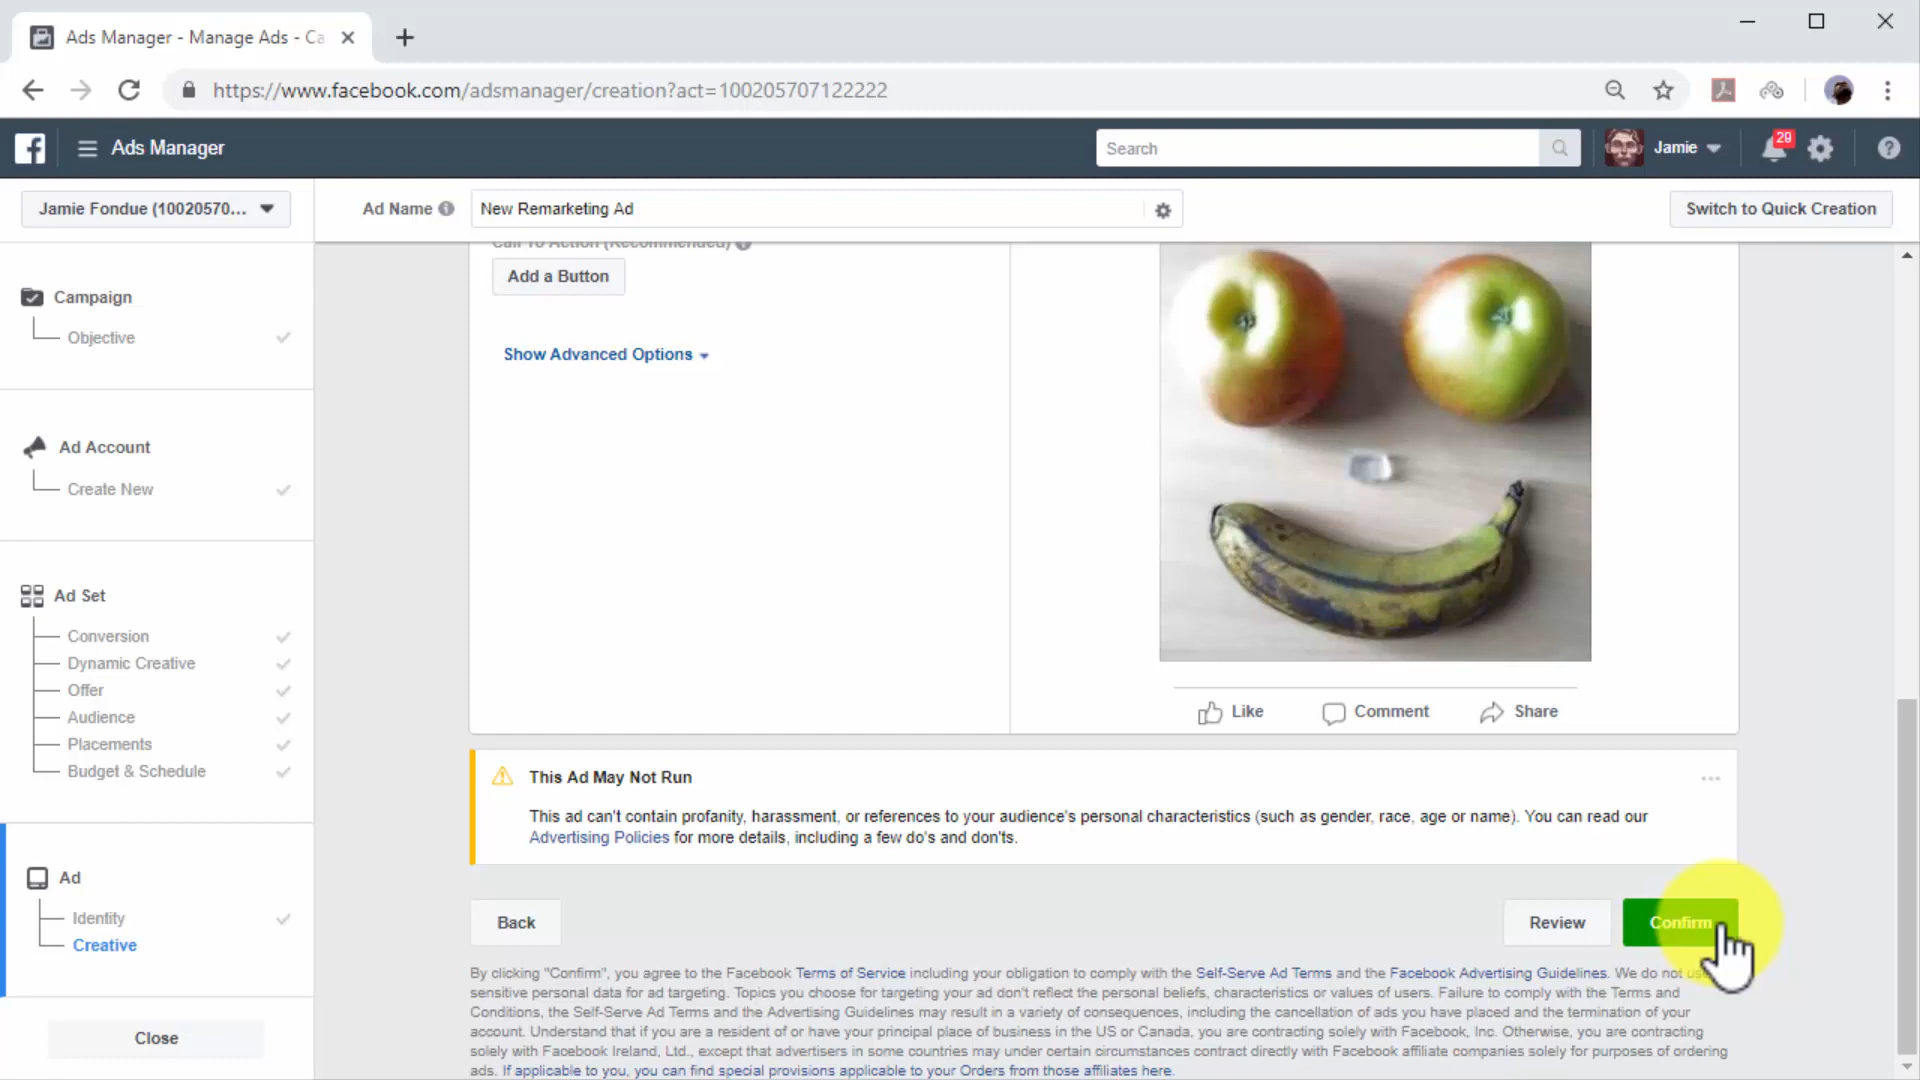 Ads Manager - Manage Ads - Ca
https://www.facebook.com/adsmanager/creation?act=100205707122222
Ads Manager
Search
Jamie
29
Jamie Fondue (10020570...
Ad Name
New Remarketing Ad
Switch to Quick Creation
Call To Action (Recommended)
Add a Button
Show Advanced Options
Campaign
Objective
Ad Account
Create New
Ad Set
Conversion
Dynamic Creative
Offer
Audience
Placements
Budget & Schedule
Ad
Identity
Creative
Close
Like
Comment
Share
This Ad May Not Run
This ad can't contain profanity, harassment, or references to your audience's personal characteristics (such as gender, race, age or name). You can read our
Advertising Policies for more details, including a few do's and don'ts.
Back
Review
Confirm
By clicking "Confirm", you agree to the Facebook Terms of Service including your obligation to comply with the Self-Serve Ad Terms and the Facebook Advertising Guidelines. We do not
sensitive personal data for ad targeting. Topics you choose for targeting your ad don't reflect the personal beliefs, characteristics or values of users. Failure to comply with the Terms and
Conditions, the Self-Serve Ad Terms and the Advertising Guidelines may result in a variety of consequences, including the cancellation of ads you have placed and the termination of your
account. Understand that if you are a resident of or have your principal place of business in the US or Canada, you are contracting solely with Facebook, Inc. Otherwise, you are contracting
solely with Facebook Ireland, Ltd., except that advertisers in some countries may under certain circumstances contract directly with Facebook affiliate companies solely for purposes of ordering
ads. If applicable to you, you can find special provisions applicable to your Orders from those affiliates here.